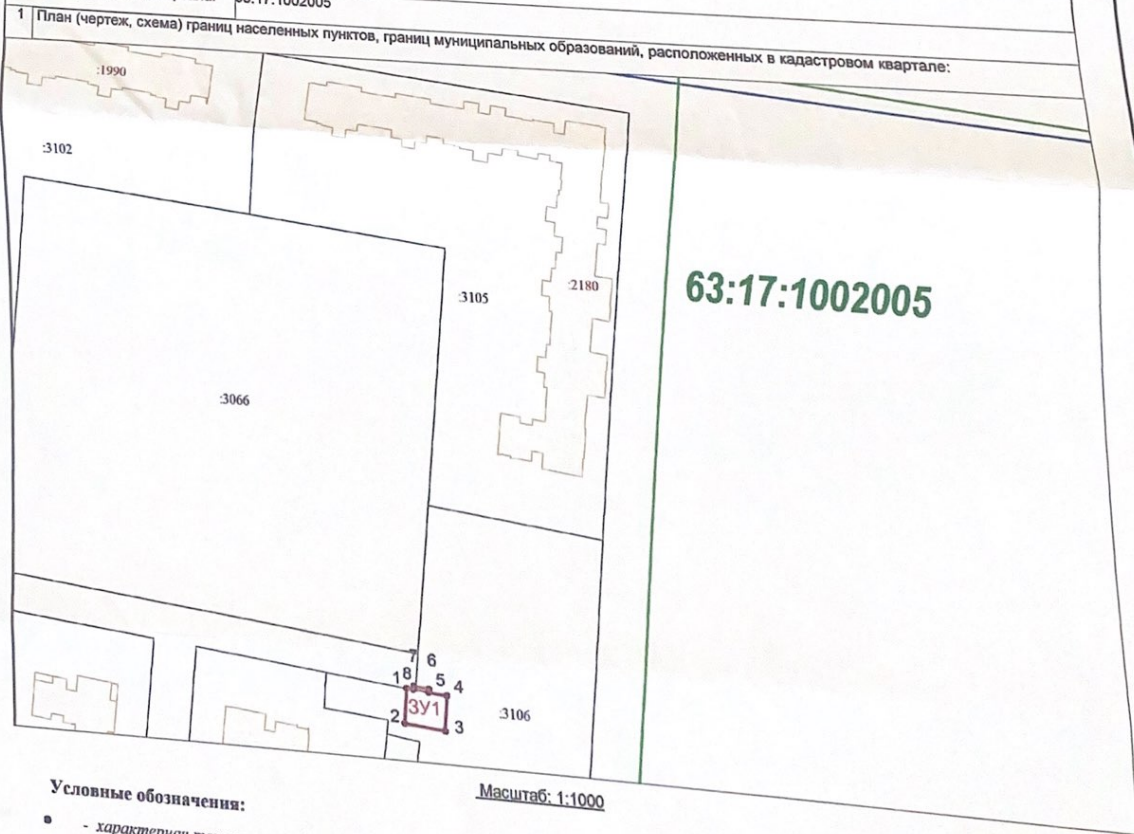 1 План (чертеж, схема) границ населенных пунктов, границ муниципальных образований, расположенных в кадастровом квартале:
:1990
:3102
:2180
63:17:1002005
:3105
:3066
7 6
1 8 5 4
ЗУ1
2 3
:3106
Условные обозначения:
Масштаб: 1:1000
- характерная